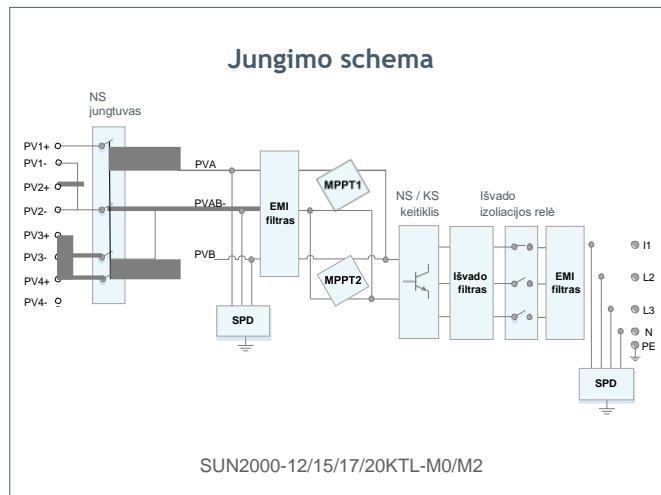 Jungimo schema
NS
jungtuvas
PV1+
PV1-
PV2+
PV2-
PV3+
PV3-
PV4+
PV4-
PVA
PVAB-
PVB
SPD
EMI
filtras
MPPT1
MPPT2
NS / KS
keitiklis
Išvado
filtras
Išvado
izoliacijos relė
EMI
filtras
l1
L2
L3
N
PE
SPD
SUN2000-12/15/17/20KTL-M0/M2